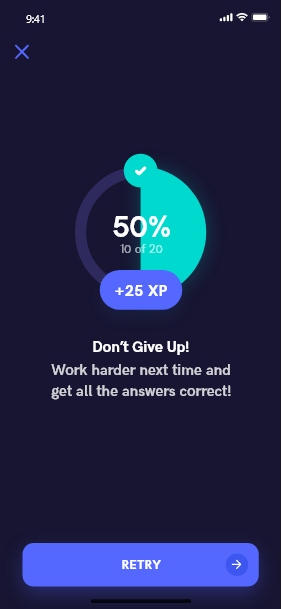 9:41
50%
10 of 20
+25 XP
Don’t Give Up!
Work harder next time and
get all the answers correct!
RETRY